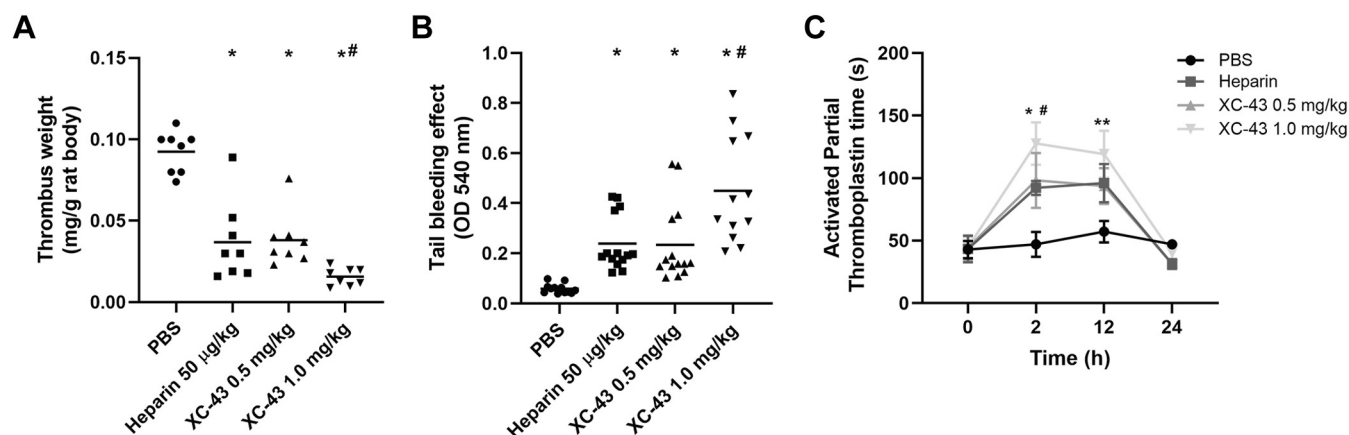 A
Thrombus weight
(mg/g rat body)
0.15
0.10
0.05
0.00
* * *#
PBS
Heparin 50 μg/kg
XC-43 0.5 mg/kg
XC-43 1.0 mg/kg
B
Tail bleeding effect
(OD 540 nm)
1.0
0.8
0.6
0.4
0.2
0.0
* * * #
PBS
Heparin 50 μg/kg
XC-43 0.5 mg/kg
XC-43 1.0 mg/kg
C
Activated Partial
Thromboplastin time (s)
200
150
100
50
0
* # **
0 2 12 24
Time (h)
PBS
Heparin
XC-43 0.5 mg/kg
XC-43 1.0 mg/kg